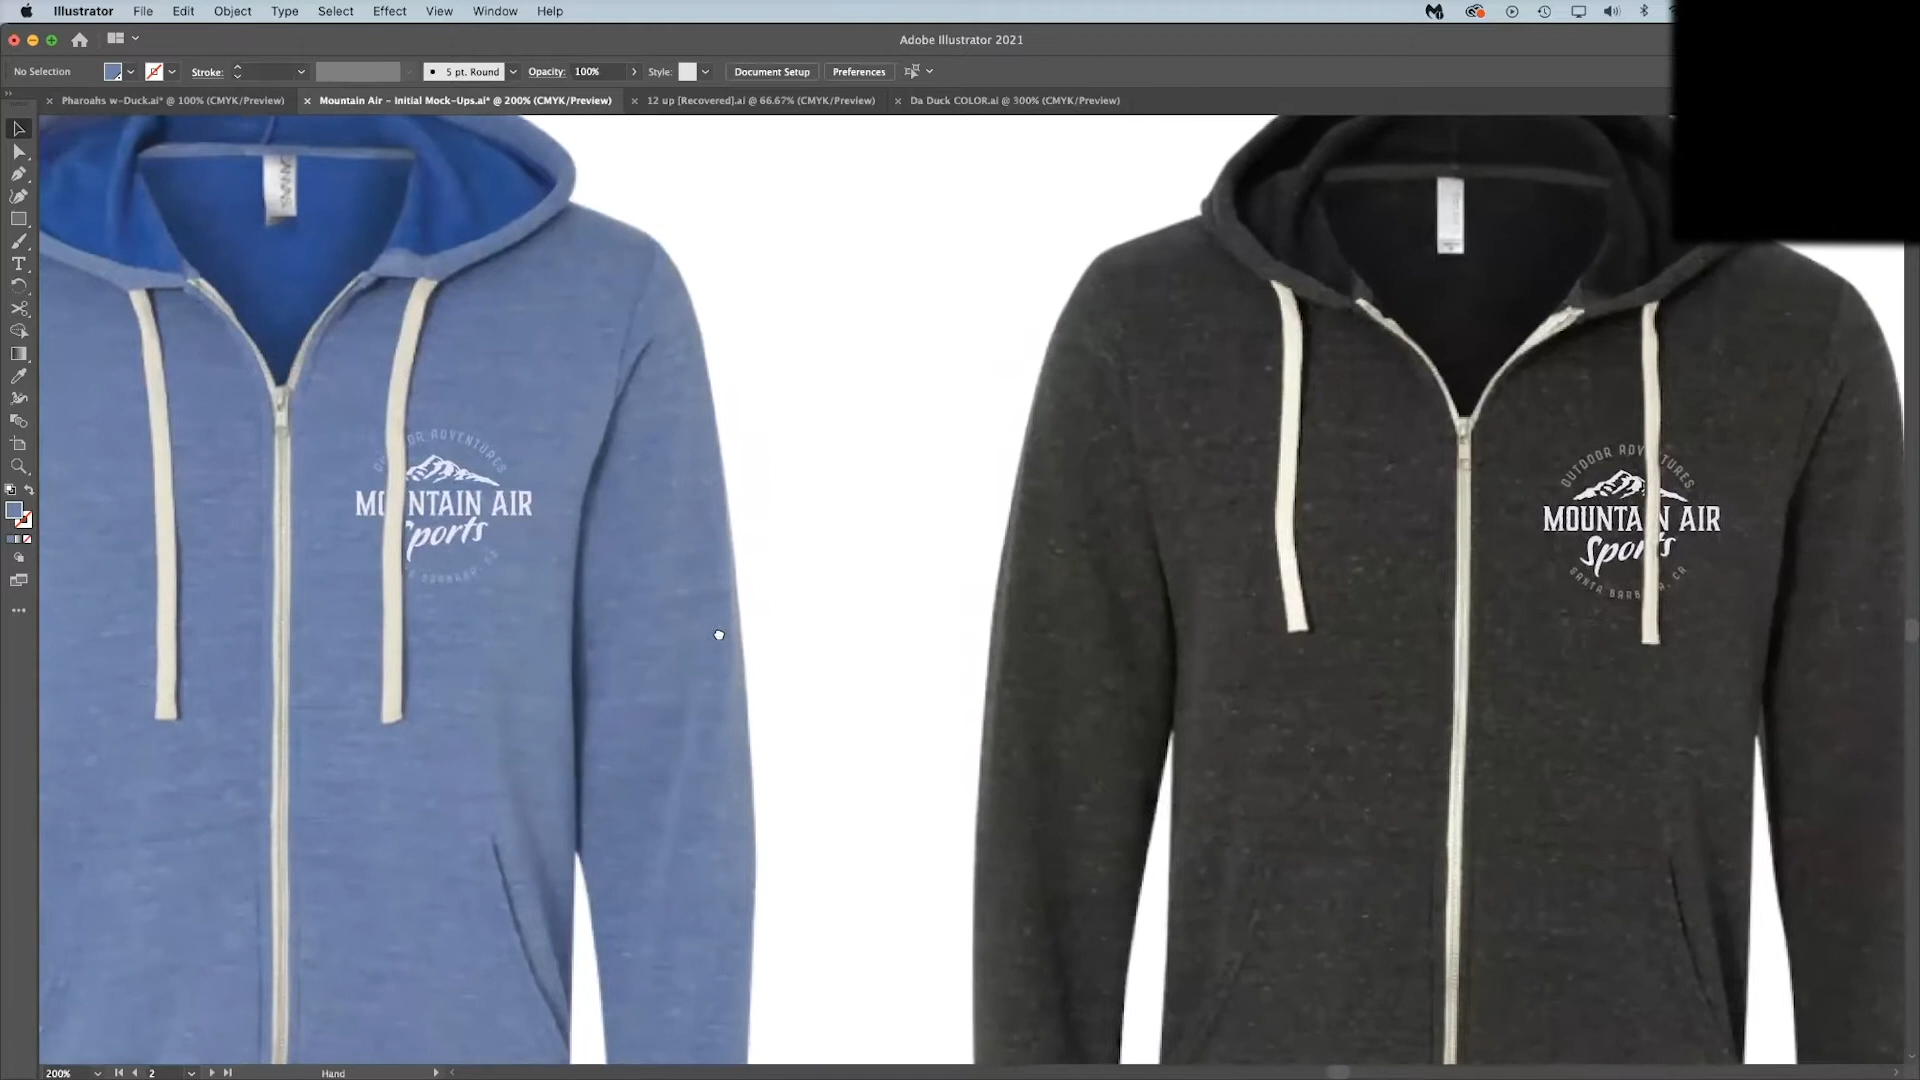 Illustrator File Edit Object Type Select Effect View Window Help
Adobe Illustrator 2021
No Selection Stroke: 5 pt. Round Opacity: 100% Style: Document Setup Preferences
Pharoahs w-Duck.ai* @ 100% (CMYK/Preview) Mountain Air - Initial Mock-Ups.ai* @ 200% (CMYK/Preview) 12 up [Recovered].ai @ 66.67% (CMYK/Preview) Da Duck COLOR.ai @ 300% (CMYK/Preview)
ADVENTURES
MOUNTAIN AIR
Sports
OUTDOOR ADVENTURES
MOUNTAIN AIR
Sports
SANTA BARBARA, CA
200% 2 Hand